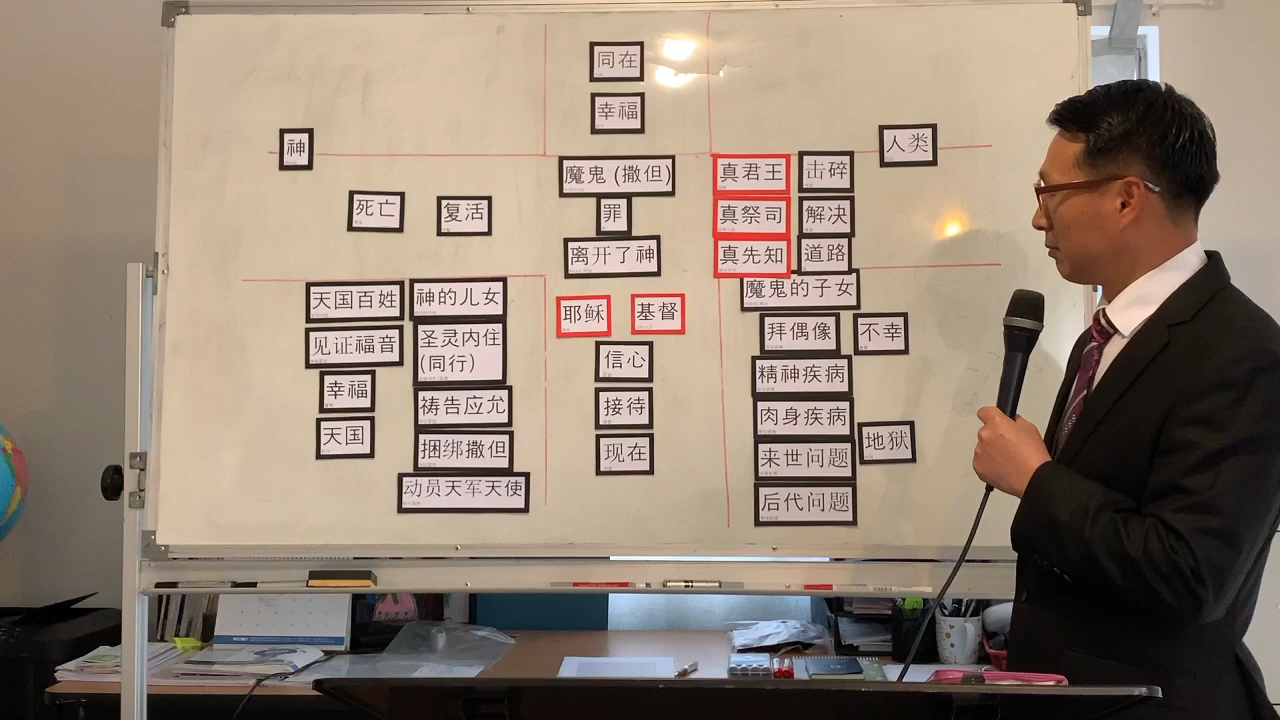 同在
幸福
神
人类
魔鬼 (撒但)
真君王
击碎
死亡
复活
罪
真祭司
解决
离开了神
真先知
道路
天国百姓
神的儿女
耶稣
基督
魔鬼的子女
见证福音
圣灵内住
(同行)
信心
拜偶像
不幸
幸福
祷告应允
接待
精神疾病
天国
捆绑撒但
现在
肉身疾病
地狱
动员天军天使
来世问题
后代问题